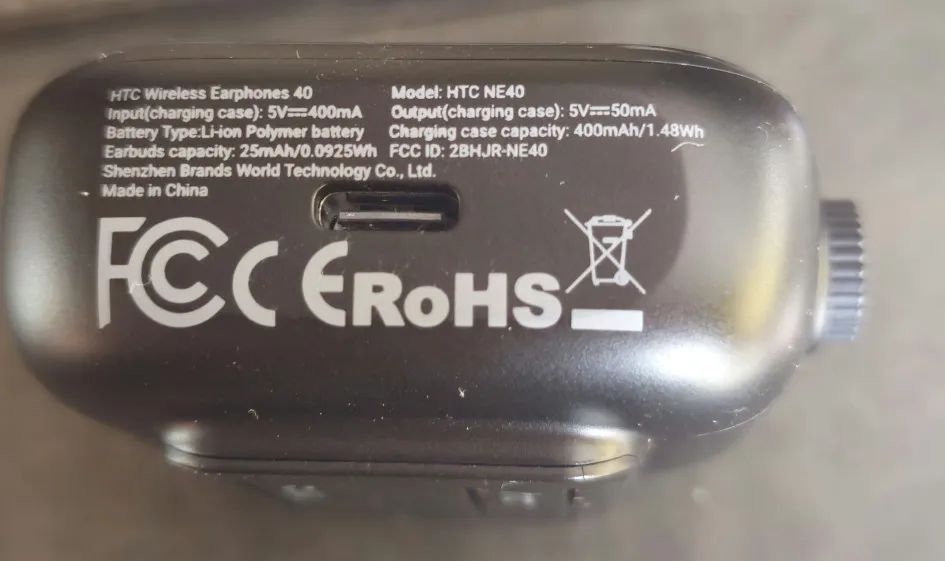 HTC Wireless Earphones 40 Model: HTC NE40
Input(charging case): 5V⎓400mA Output(charging case): 5V⎓50mA
Battery Type:Li-ion Polymer battery Charging case capacity: 400mAh/1.48Wh
Earbuds capacity: 25mAh/0.0925Wh FCC ID: 2BHJR-NE40
Shenzhen Brands World Technology Co., Ltd.
Made in China
FCC CE RoHS